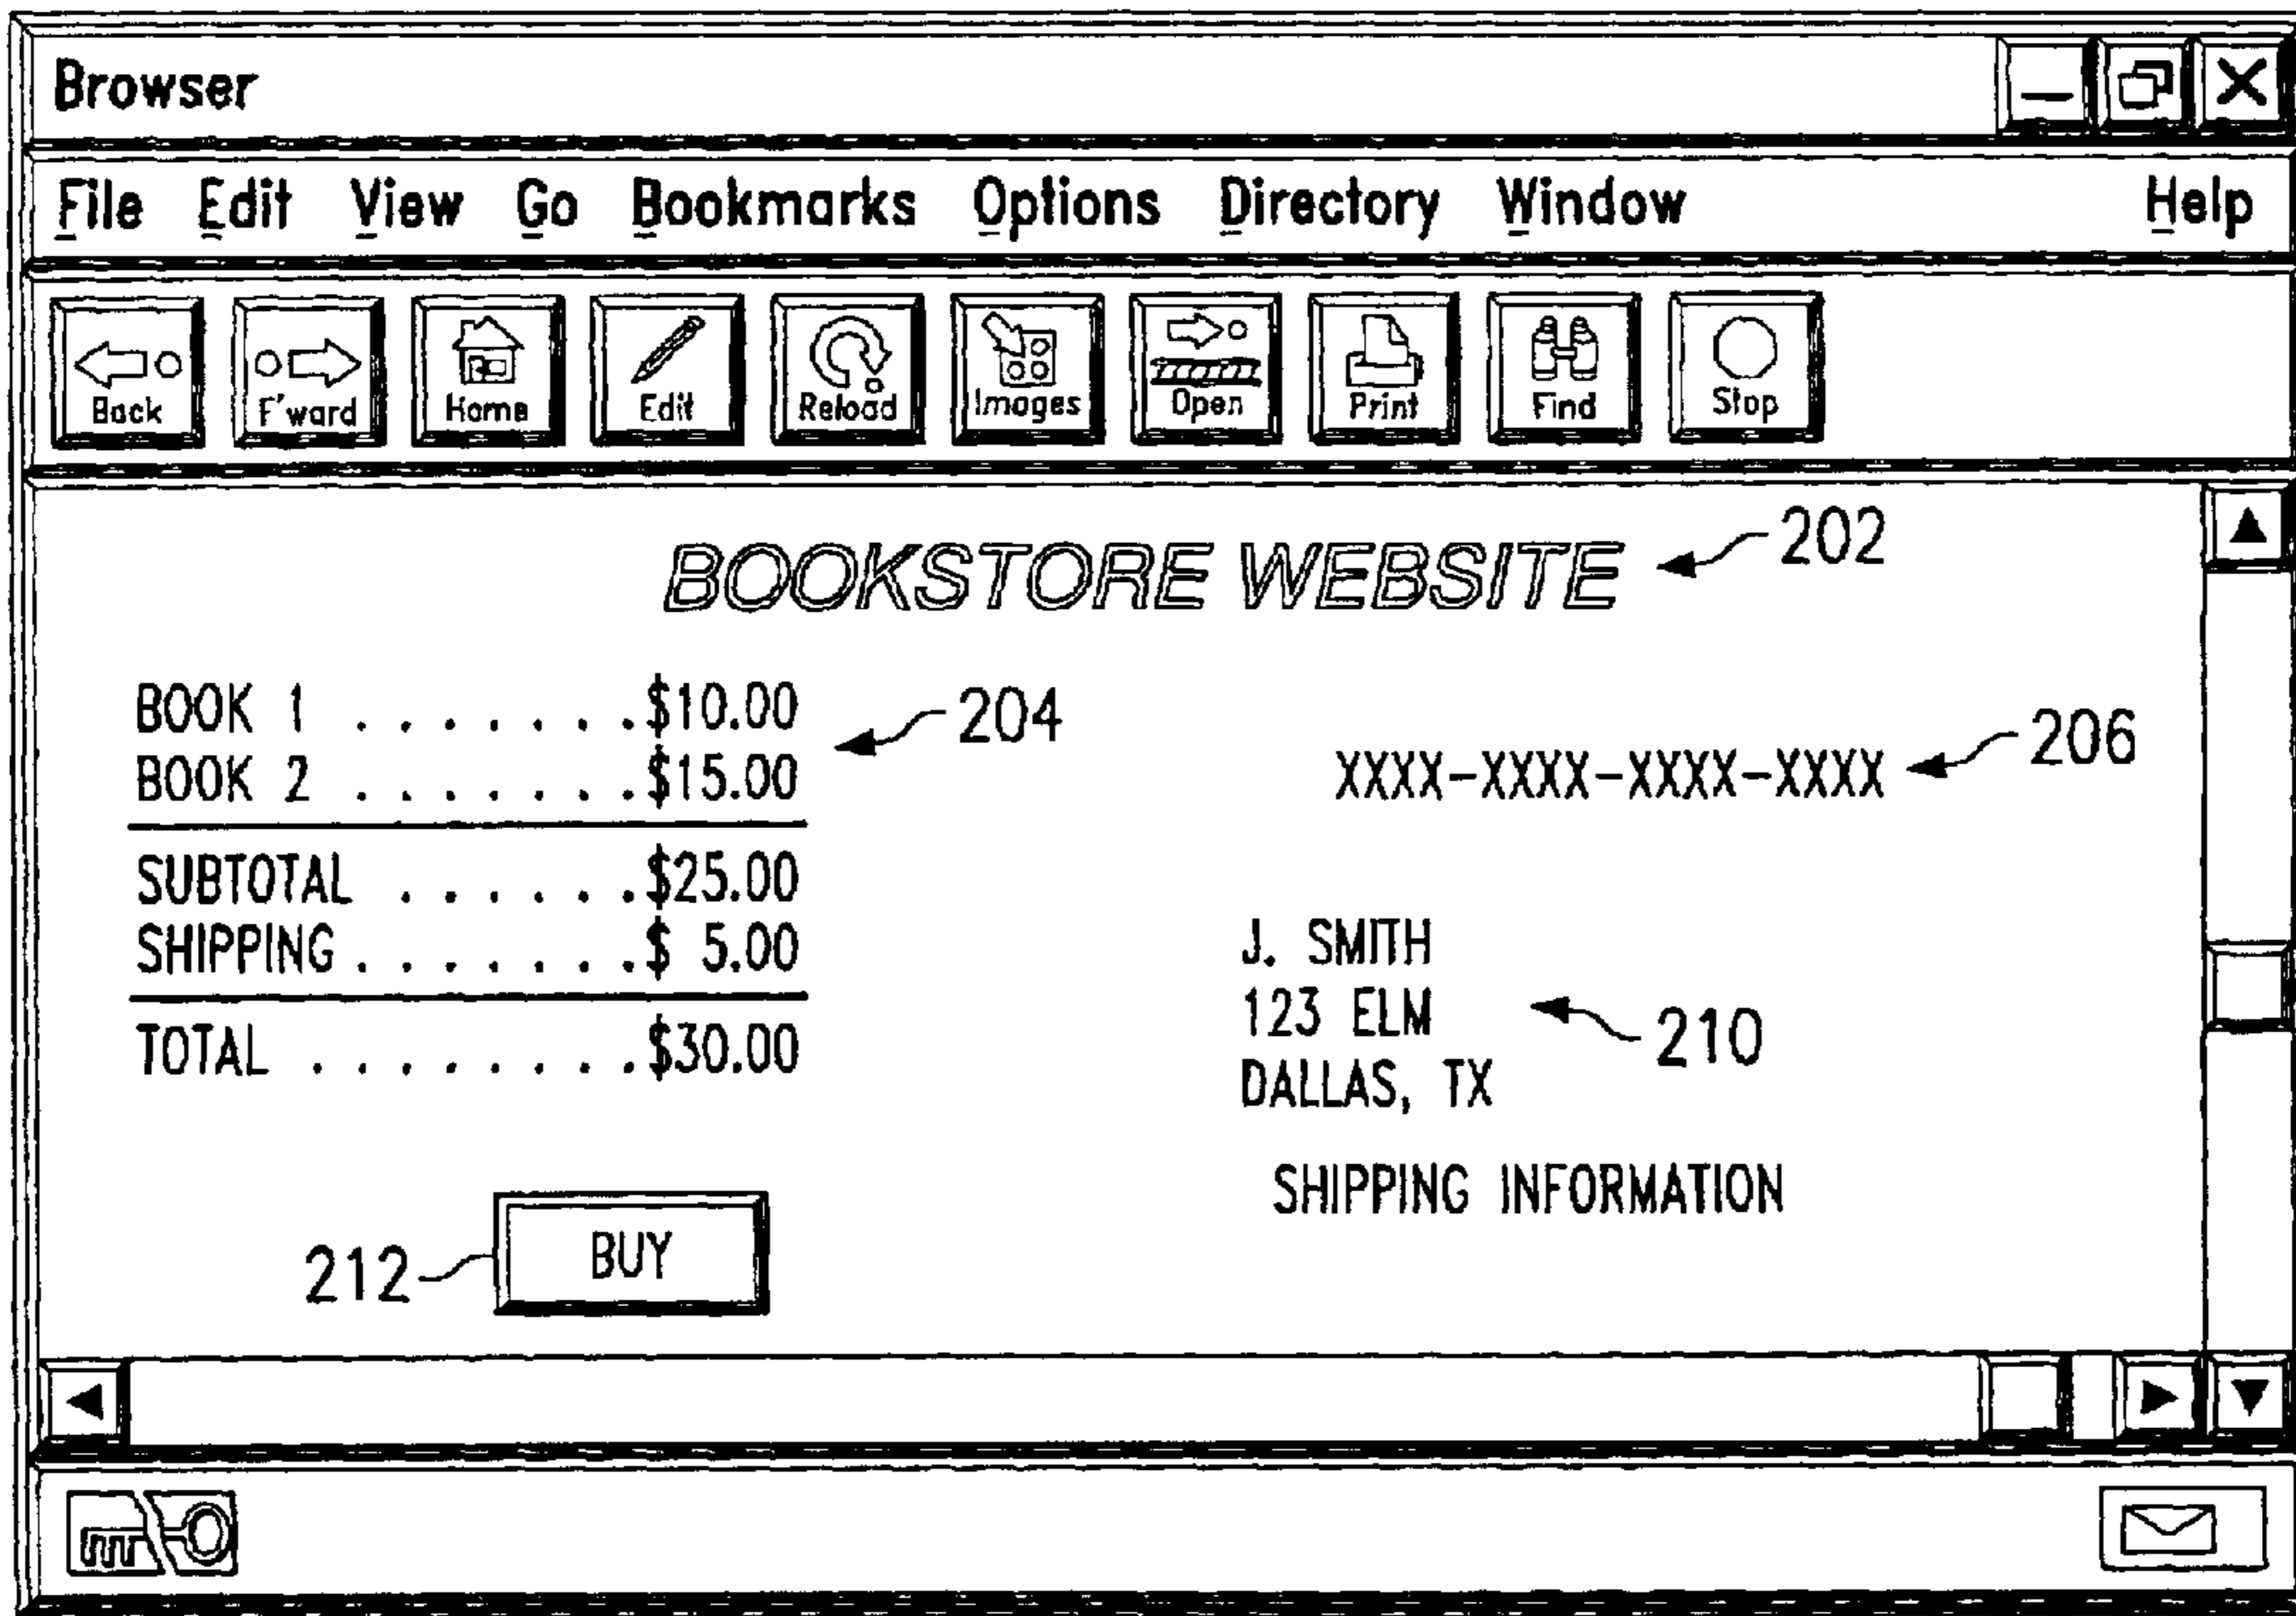 Browser
File Edit View Go Bookmarks Options Directory Window Help
Back F'ward Home Edit Reload Images Open Print Find Stop
BOOKSTORE WEBSITE 202
BOOK 1 . . . . . . . $10.00
BOOK 2 . . . . . . . $15.00
204
SUBTOTAL . . . . . . $25.00
SHIPPING . . . . . . . $ 5.00
TOTAL . . . . . . . . $30.00
XXXX-XXXX-XXXX-XXXX 206
J. SMITH
123 ELM
DALLAS, TX
210
SHIPPING INFORMATION
212 BUY